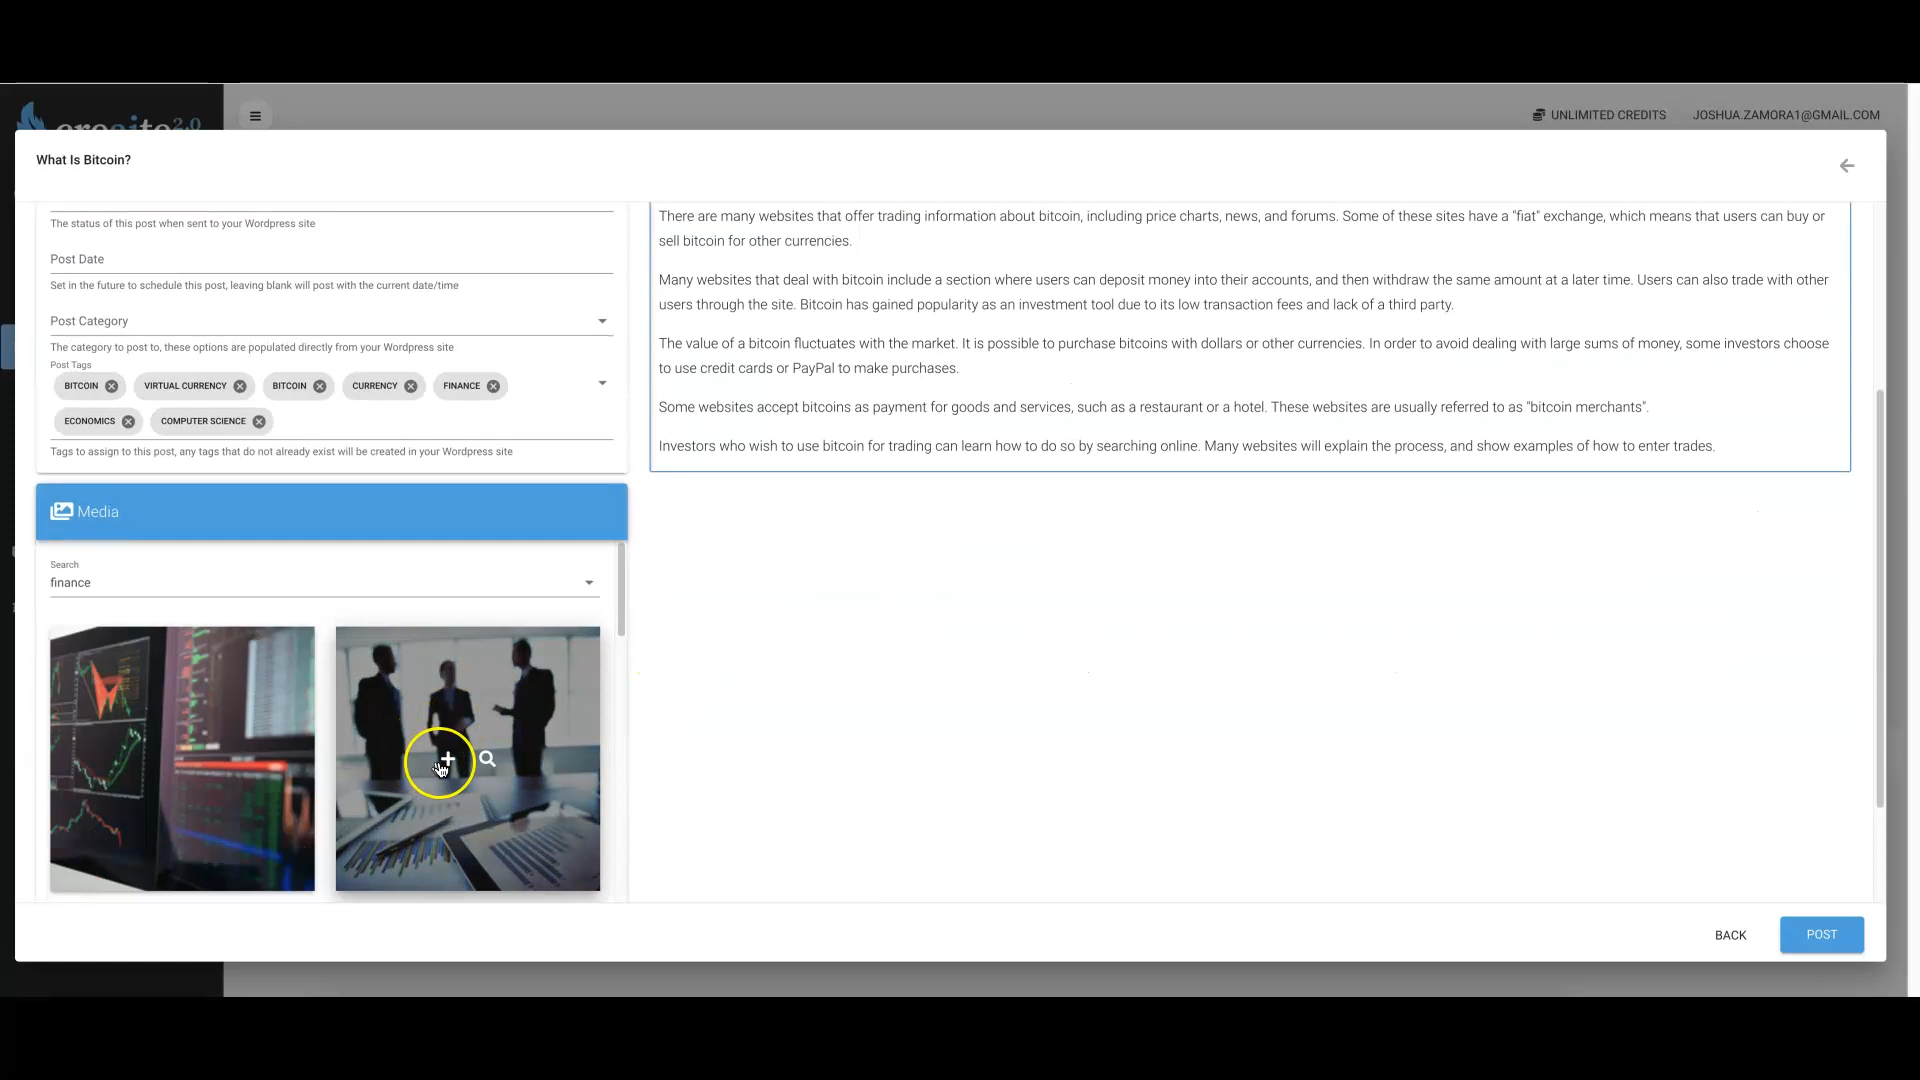 2.0
UNLIMITED CREDITS
JOSHUA.ZAMORA1@GMAIL.COM
What Is Bitcoin?
The status of this post when sent to your Wordpress site
Post Date
Set in the future to schedule this post, leaving blank will post with the current date/time
Post Category
The category to post to, these options are populated directly from your Wordpress site
Post Tags
BITCOIN
VIRTUAL CURRENCY
BITCOIN
CURRENCY
FINANCE
ECONOMICS
COMPUTER SCIENCE
Tags to assign to this post, any tags that do not already exist will be created in your Wordpress site
Media
Search
finance
There are many websites that offer trading information about bitcoin, including price charts, news, and forums. Some of these sites have a "fiat" exchange, which means that users can buy or
sell bitcoin for other currencies.
Many websites that deal with bitcoin include a section where users can deposit money into their accounts, and then withdraw the same amount at a later time. Users can also trade with other
users through the site. Bitcoin has gained popularity as an investment tool due to its low transaction fees and lack of a third party.
The value of a bitcoin fluctuates with the market. It is possible to purchase bitcoins with dollars or other currencies. In order to avoid dealing with large sums of money, some investors choose
to use credit cards or PayPal to make purchases.
Some websites accept bitcoins as payment for goods and services, such as a restaurant or a hotel. These websites are usually referred to as "bitcoin merchants".
Investors who wish to use bitcoin for trading can learn how to do so by searching online. Many websites will explain the process, and show examples of how to enter trades.
BACK
POST